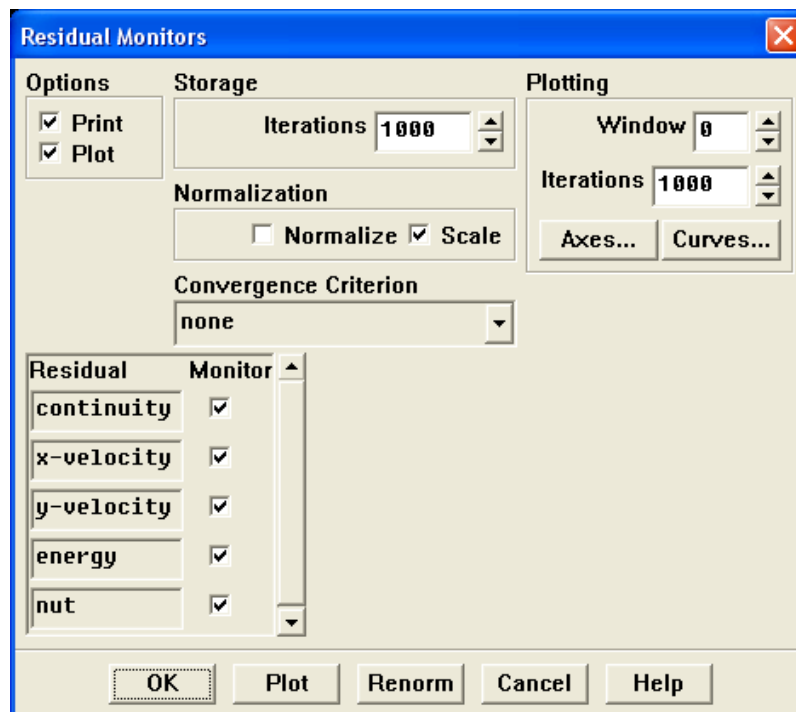 Residual Monitors
Options
Print
Plot
Storage
Iterations 1000
Normalization
Normalize Scale
Convergence Criterion
none
Plotting
Window 0
Iterations 1000
Axes... Curves...
Residual Monitor
continuity
x-velocity
y-velocity
energy
nut
OK Plot Renorm Cancel Help